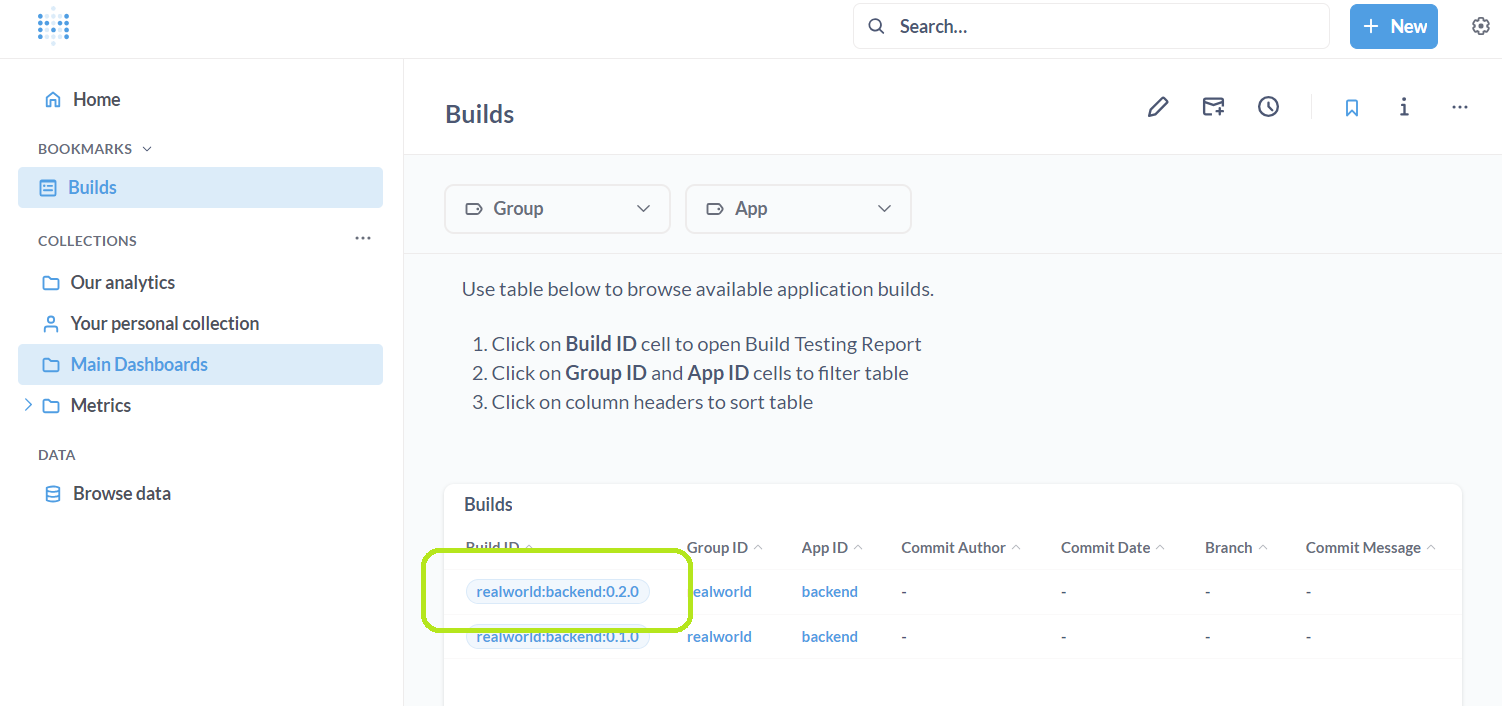 Search...
+ New
Home
BOOKMARKS
Builds
COLLECTIONS
...
Our analytics
Your personal collection
Main Dashboards
Metrics
DATA
Browse data
Builds
Group
App
Use table below to browse available application builds.
1. Click on Build ID cell to open Build Testing Report
2. Click on Group ID and App ID cells to filter table
3. Click on column headers to sort table
Builds
Build ID Group ID App ID Commit Author Commit Date Branch Commit Message
realworld:backend:0.2.0 realworld backend - - - -
realworld:backend:0.1.0 realworld backend - - - -